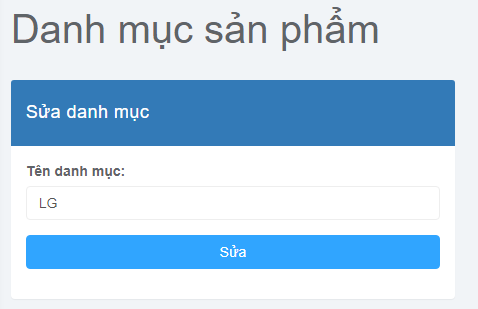 Danh mục sản phẩm
Sửa danh mục
Tên danh mục:
LG
Sửa